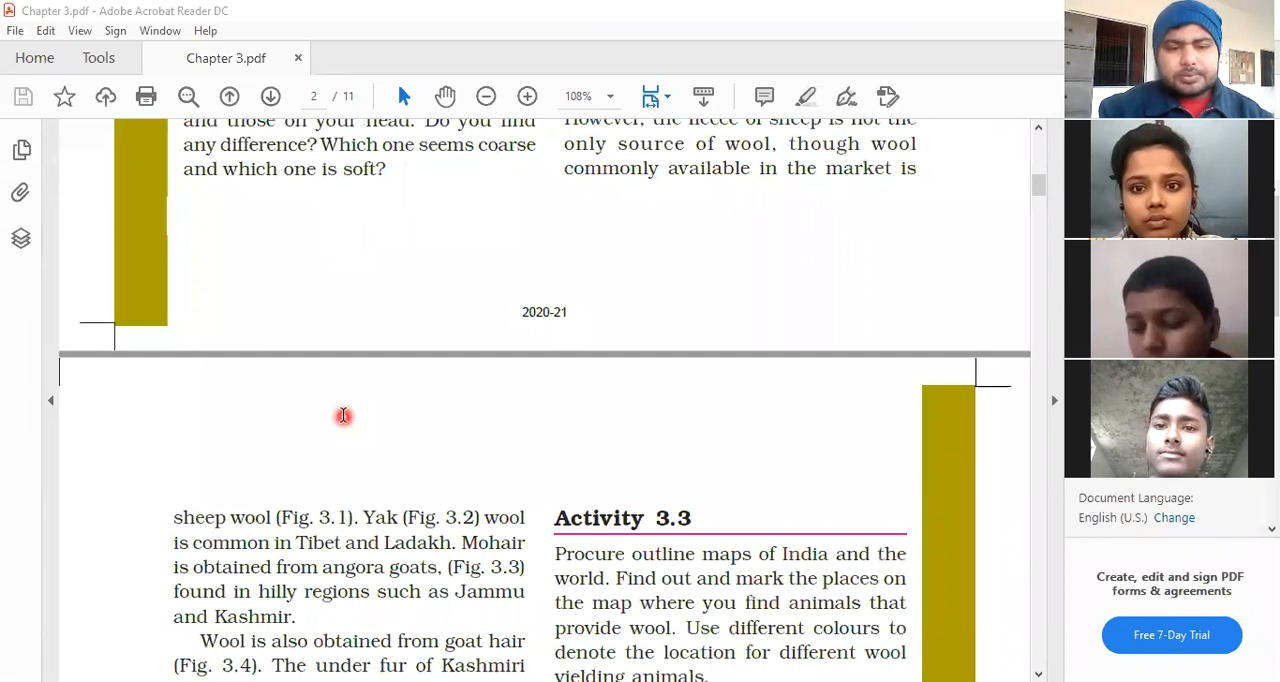 Chapter 3.pdf - Adobe Acrobat Reader DC
File Edit View Sign Window Help
Home Tools Chapter 3.pdf ×
2 / 11 108%
and those on your head. Do you find
any difference? Which one seems coarse
and which one is soft?
However, the fleece of sheep is not the
only source of wool, though wool
commonly available in the market is
2020-21
sheep wool (Fig. 3.1). Yak (Fig. 3.2) wool
is common in Tibet and Ladakh. Mohair
is obtained from angora goats, (Fig. 3.3)
found in hilly regions such as Jammu
and Kashmir.
Wool is also obtained from goat hair
(Fig. 3.4). The under fur of Kashmiri
Activity 3.3
Procure outline maps of India and the
world. Find out and mark the places on
the map where you find animals that
provide wool. Use different colours to
denote the location for different wool
yielding animals.
Document Language:
English (U.S.) Change
Create, edit and sign PDF
forms & agreements
Free 7-Day Trial